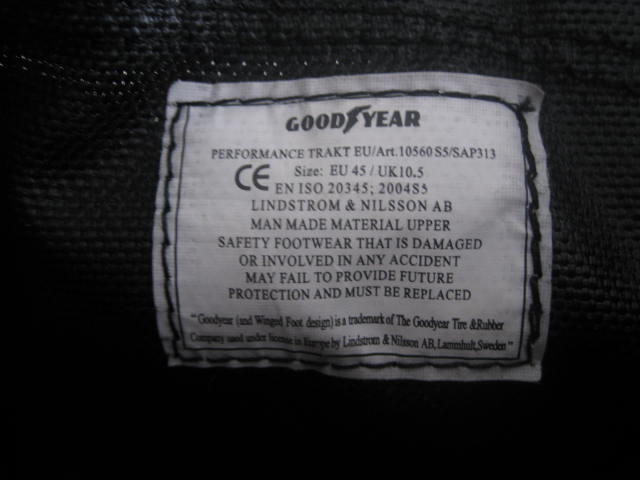 GOODYEAR
PERFORMANCE TRAKT EU/Art.10560 S5/SAP313
Size: EU 45 / UK10.5
CE EN ISO 20345; 2004S5
LINDSTROM & NILSSON AB
MAN MADE MATERIAL UPPER
SAFETY FOOTWEAR THAT IS DAMAGED
OR INVOLVED IN ANY ACCIDENT
MAY FAIL TO PROVIDE FUTURE
PROTECTION AND MUST BE REPLACED
“ Goodyear (and Winged Foot design) is a trademark of The Goodyear Tire &Rubber
Company used under license in Europe by Lindstrom & Nilsson AB, Lammhult, Sweden ”